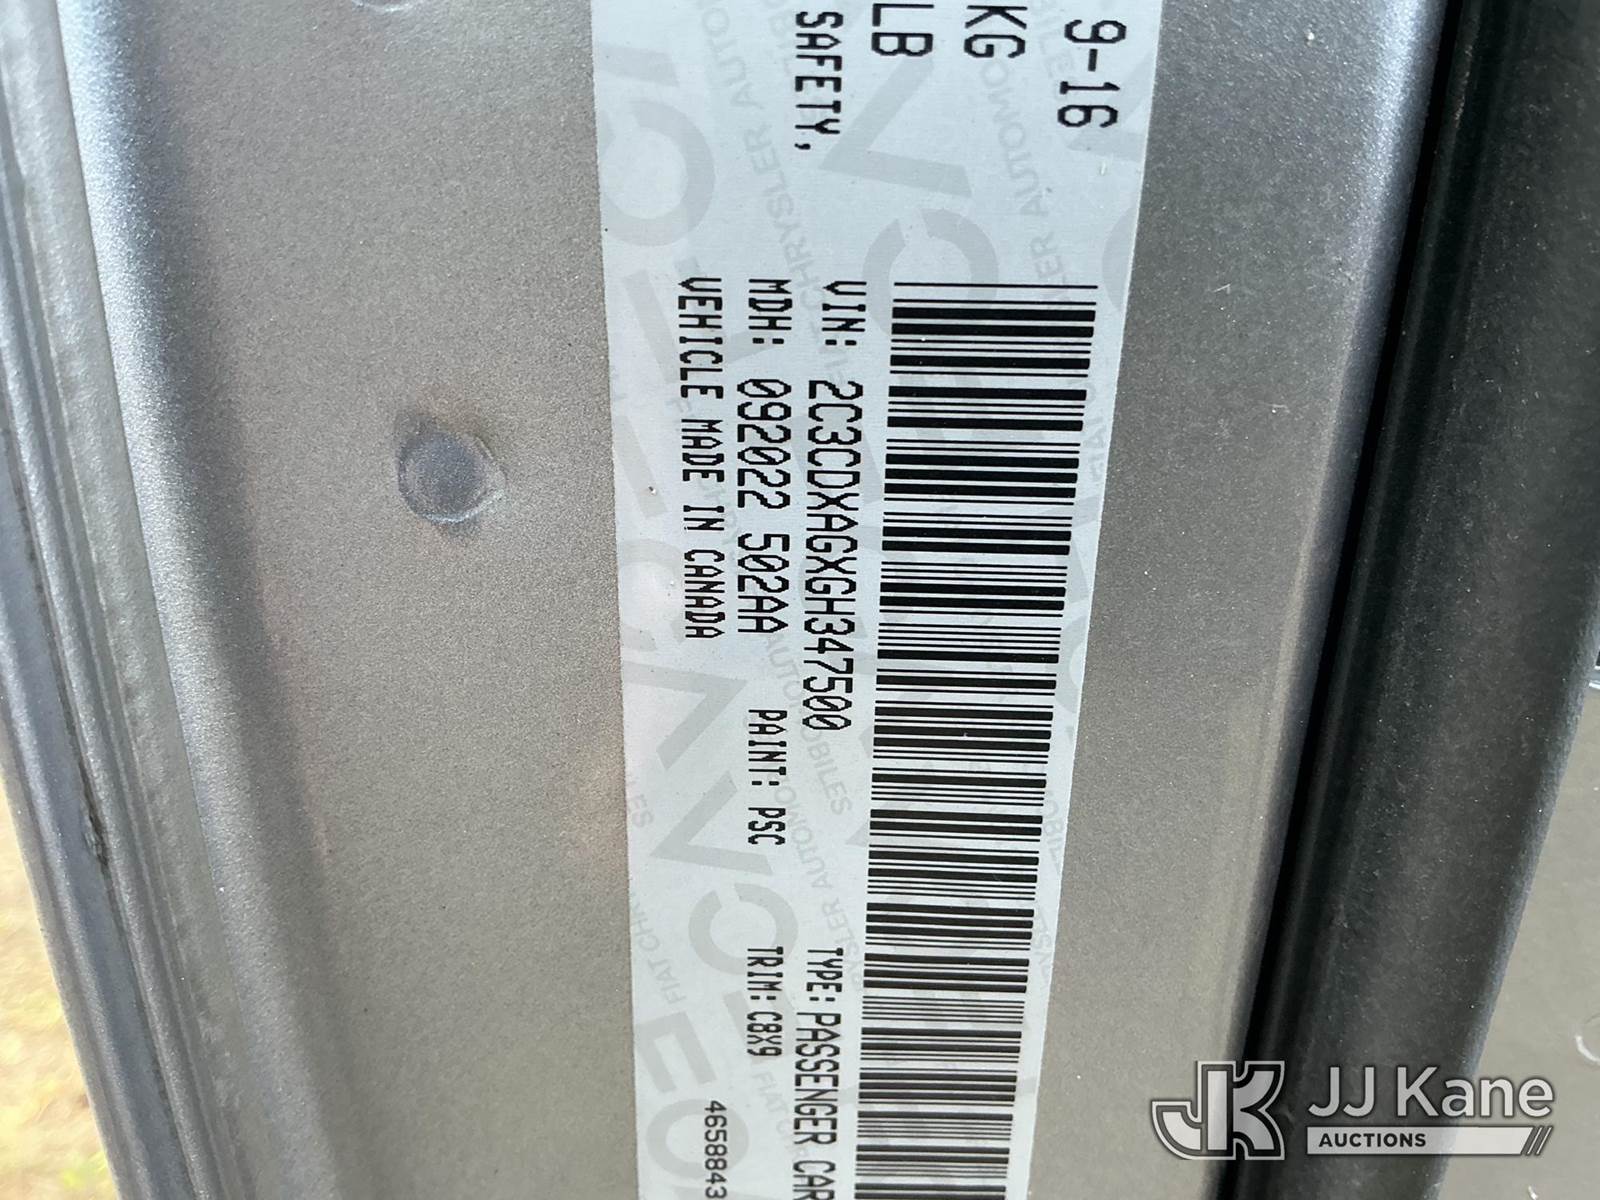 9-16
KG
LB
SAFETY,
VIN: 2C3CDXAGXGH347500
TYPE: PASSENGER CAR
MDH: 092022 502AA
PAINT: PSC
TRIM: C8X9
VEHICLE MADE IN CANADA
4658843
JJ Kane
AUCTIONS